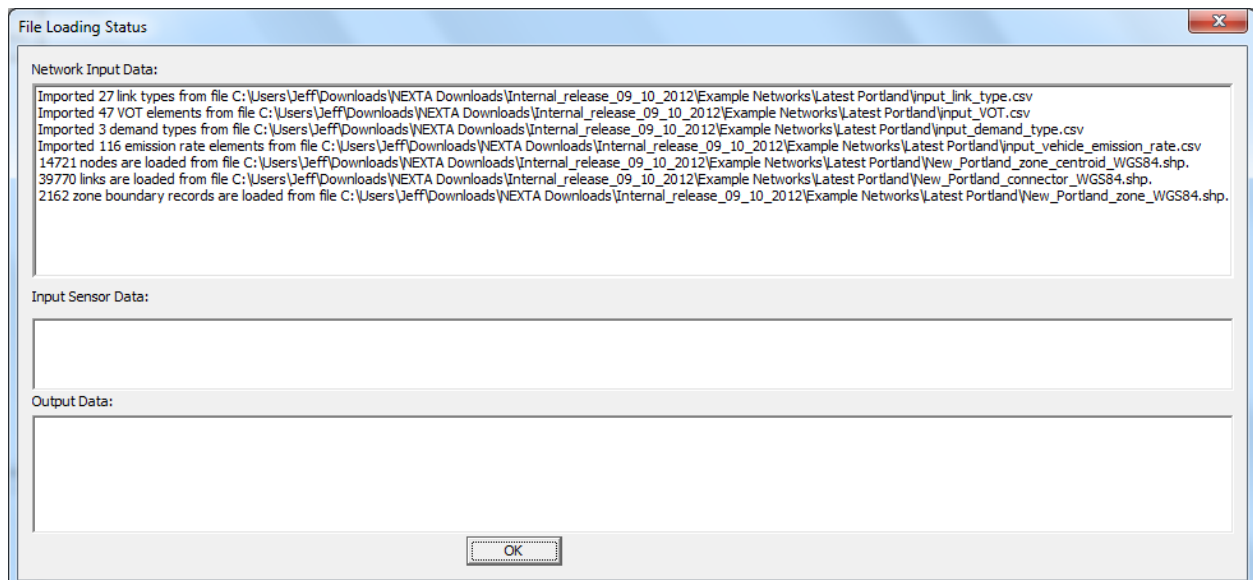 File Loading Status
x
Network Input Data:
Imported 27 link types from file C:\Users\Jeff\Downloads\NEXTA Downloads\Internal_release_09_10_2012\Example Networks\Latest Portland\input_link_type.csv
Imported 47 VOT elements from file C:\Users\Jeff\Downloads\NEXTA Downloads\Internal_release_09_10_2012\Example Networks\Latest Portland\input_VOT.csv
Imported 3 demand types from file C:\Users\Jeff\Downloads\NEXTA Downloads\Internal_release_09_10_2012\Example Networks\Latest Portland\input_demand_type.csv
Imported 116 emission rate elements from file C:\Users\Jeff\Downloads\NEXTA Downloads\Internal_release_09_10_2012\Example Networks\Latest Portland\input_vehicle_emission_rate.csv
14721 nodes are loaded from file C:\Users\Jeff\Downloads\NEXTA Downloads\Internal_release_09_10_2012\Example Networks\Latest Portland\New_Portland_zone_centroid_WGS84.shp.
39770 links are loaded from file C:\Users\Jeff\Downloads\NEXTA Downloads\Internal_release_09_10_2012\Example Networks\Latest Portland\New_Portland_connector_WGS84.shp.
2162 zone boundary records are loaded from file C:\Users\Jeff\Downloads\NEXTA Downloads\Internal_release_09_10_2012\Example Networks\Latest Portland\New_Portland_zone_WGS84.shp.
Input Sensor Data:
Output Data:
OK